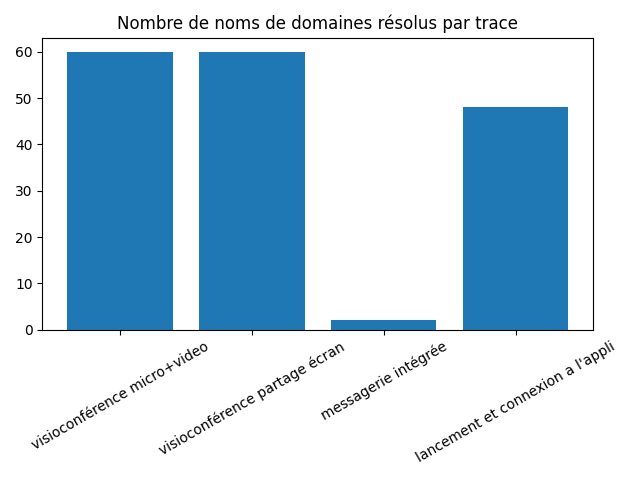 Nombre de noms de domaines résolus par trace
60
50
40
30
20
10
0
visioconférence micro+video
visioconférence partage écran
messagerie intégrée
lancement et connexion a l'appli